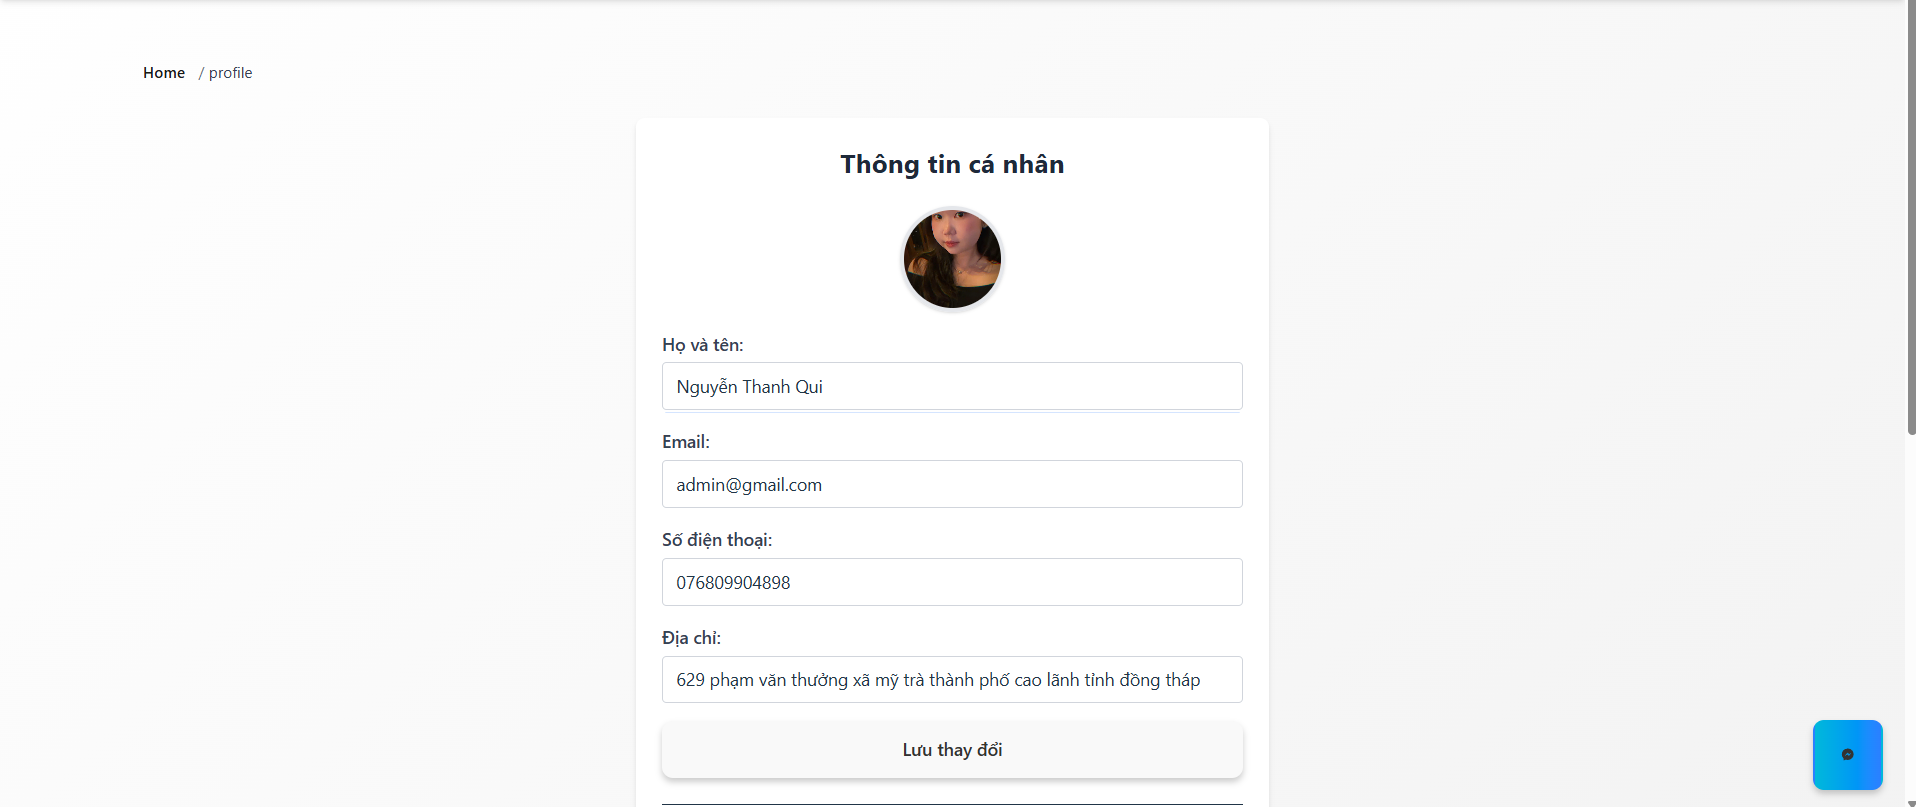 Home / profile
Thông tin cá nhân
Họ và tên:
Nguyễn Thanh Qui
Email:
admin@gmail.com
Số điện thoại:
076809904898
Địa chỉ:
629 phạm văn thưởng xã mỹ trà thành phố cao lãnh tỉnh đồng tháp
Lưu thay đổi